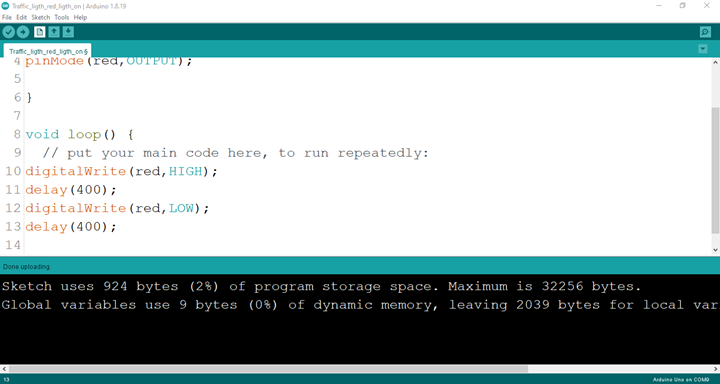 Traffic_ligth_red_ligth_on | Arduino 1.8.19
File Edit Sketch Tools Help
Traffic_ligth_red_ligth_on §
4 pinMode(red,OUTPUT);
5
6 }
7
8 void loop() {
9 // put your main code here, to run repeatedly:
10 digitalWrite(red,HIGH);
11 delay(400);
12 digitalWrite(red,LOW);
13 delay(400);
14
Done uploading.
Sketch uses 924 bytes (2%) of program storage space. Maximum is 32256 bytes.
Global variables use 9 bytes (0%) of dynamic memory, leaving 2039 bytes for local var
13 Arduino Uno on COM9